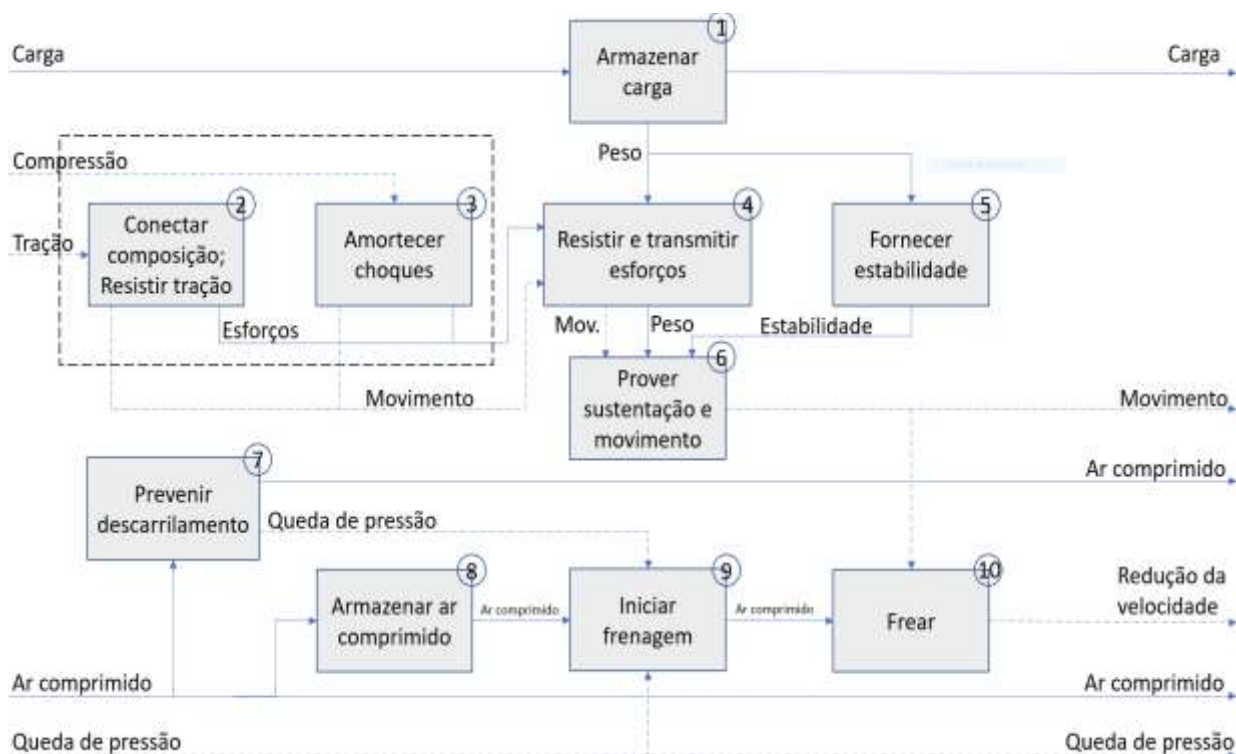 1
Carga
Armazenar
carga
Carga
Compressão
Peso
2
3
4
5
Tração
Conectar
composição;
Resistir tração
Amortecer
choques
Resistir e transmitir
esforços
Fornecer
estabilidade
Esforços
Mov.
Peso
Estabilidade
6
Prover
sustentação e
movimento
Movimento
Movimento
7
Prevenir
descarrilamento
Ar comprimido
Queda de pressão
8
9
10
Armazenar ar
comprimido
Ar comprimido
Iniciar
frenagem
Ar comprimido
Frear
Redução da
velocidade
Ar comprimido
Ar comprimido
Queda de pressão
Queda de pressão